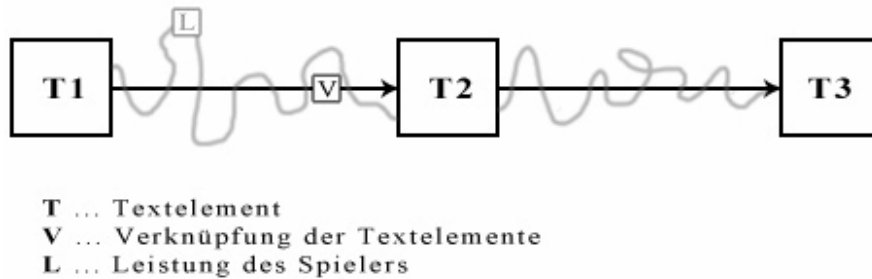 L
T1 V T2 T3
T ... Textelement
V ... Verknüpfung der Textelemente
L ... Leistung des Spielers